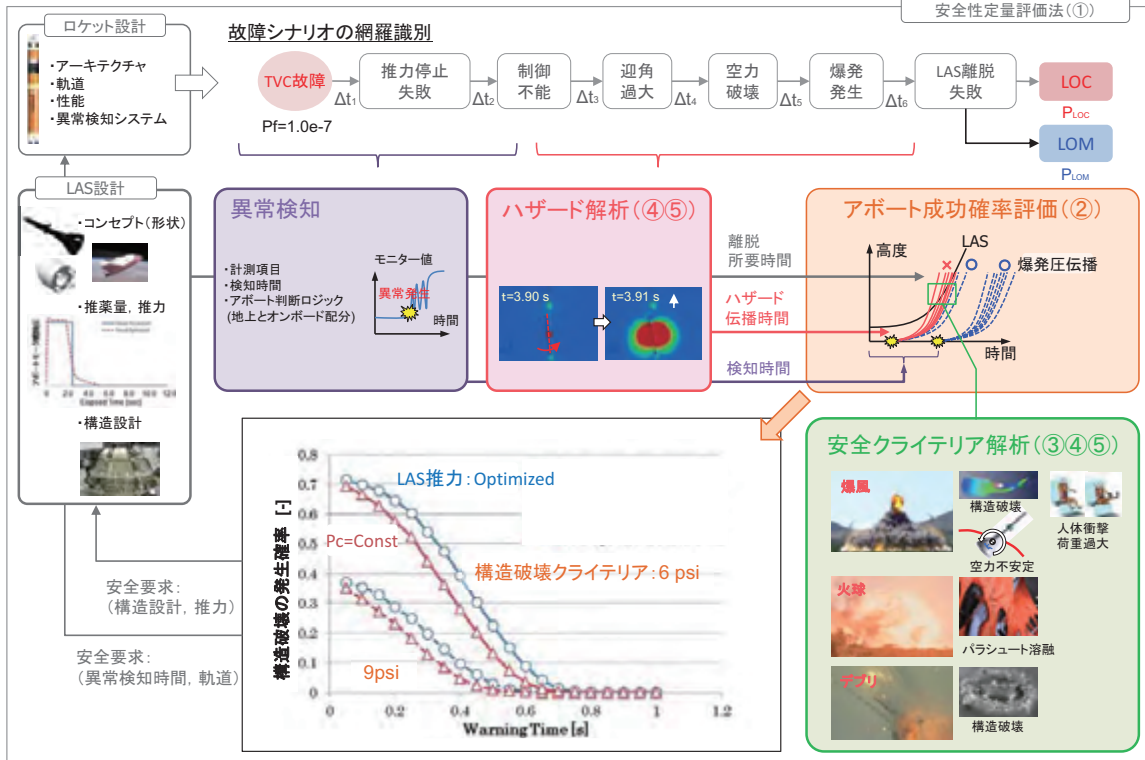 安全性定量評価法(①)
ロケット設計
・アーキテクチャ
・軌道
・性能
・異常検知システム
故障シナリオの網羅識別
TVC故障
Δt₁
推力停止
失敗
Δt₂
制御
不能
Δt₃
迎角
過大
Δt₄
空力
破壊
Δt₅
爆発
発生
Δt₆
LAS離脱
失敗
LOC
PLOC
LOM
PLOM
Pf=1.0e-7
LAS設計
・コンセプト(形状)
・推薬量, 推力
0 2.0 4.0 6.0 8.0 10.0 12.0
Elapsed Time [sec]
・構造設計
異常検知
・計測項目
・検知時間
・アボート判断ロジック
(地上とオンボード配分)
モニター値
異常発生
時間
ハザード解析(④⑤)
t=3.90 s
t=3.91 s
離脱
所要時間
ハザード
伝播時間
検知時間
アボート成功確率評価(②)
高度
LAS
爆発圧伝播
時間
安全クライテリア解析(③④⑤)
爆風
構造破壊
空力不安定
人体衝撃
荷重過大
火球
パラシュート溶融
デブリ
構造破壊
安全要求:
(構造設計, 推力)
安全要求:
(異常検知時間, 軌道)
構造破壊の発生確率 [-]
0.8
0.7
0.6
0.5
0.4
0.3
0.2
0.1
0
LAS推力:Optimized
Pc=Const
構造破壊クライテリア:6 psi
9psi
0 0.2 0.4 0.6 0.8 1 1.2
Warning Time [s]